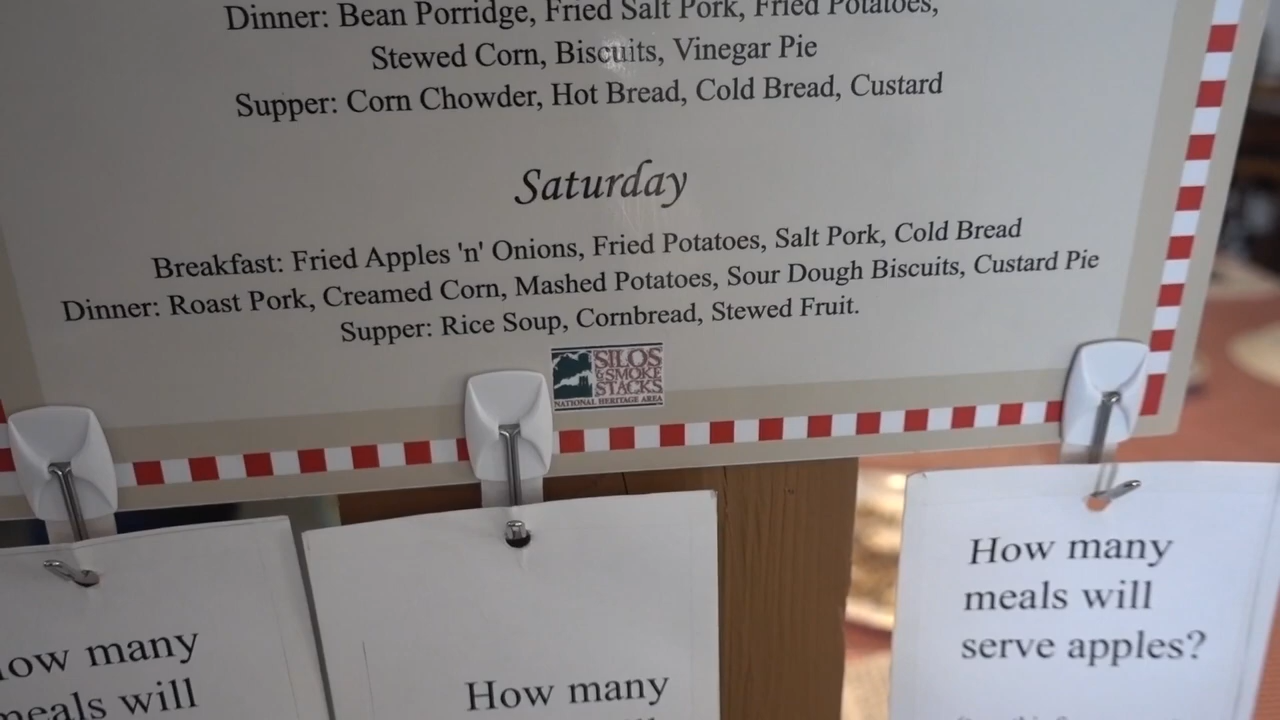 Dinner: Bean Porridge, Fried Salt Pork, Fried Potatoes,
Stewed Corn, Biscuits, Vinegar Pie
Supper: Corn Chowder, Hot Bread, Cold Bread, Custard
Saturday
Breakfast: Fried Apples 'n' Onions, Fried Potatoes, Salt Pork, Cold Bread
Dinner: Roast Pork, Creamed Corn, Mashed Potatoes, Sour Dough Biscuits, Custard Pie
Supper: Rice Soup, Cornbread, Stewed Fruit.
SILOS
& SMOKE
STACKS
NATIONAL HERITAGE AREA
ow many
meals will
How many
How many
meals will
serve apples?